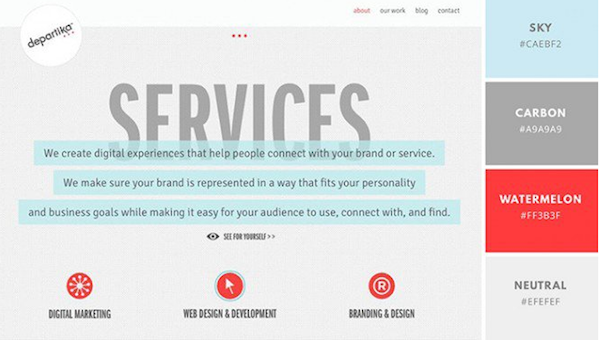 departika
about our work blog contact
SERVICES
We create digital experiences that help people connect with your brand or service.
We make sure your brand is represented in a way that fits your personality
and business goals while making it easy for your audience to use, connect with, and find.
SEE FOR YOURSELF >>
DIGITAL MARKETING
WEB DESIGN & DEVELOPMENT
®
BRANDING & DESIGN
SKY
#CAEBF2
CARBON
#A9A9A9
WATERMELON
#FF3B3F
NEUTRAL
#EFEFEF